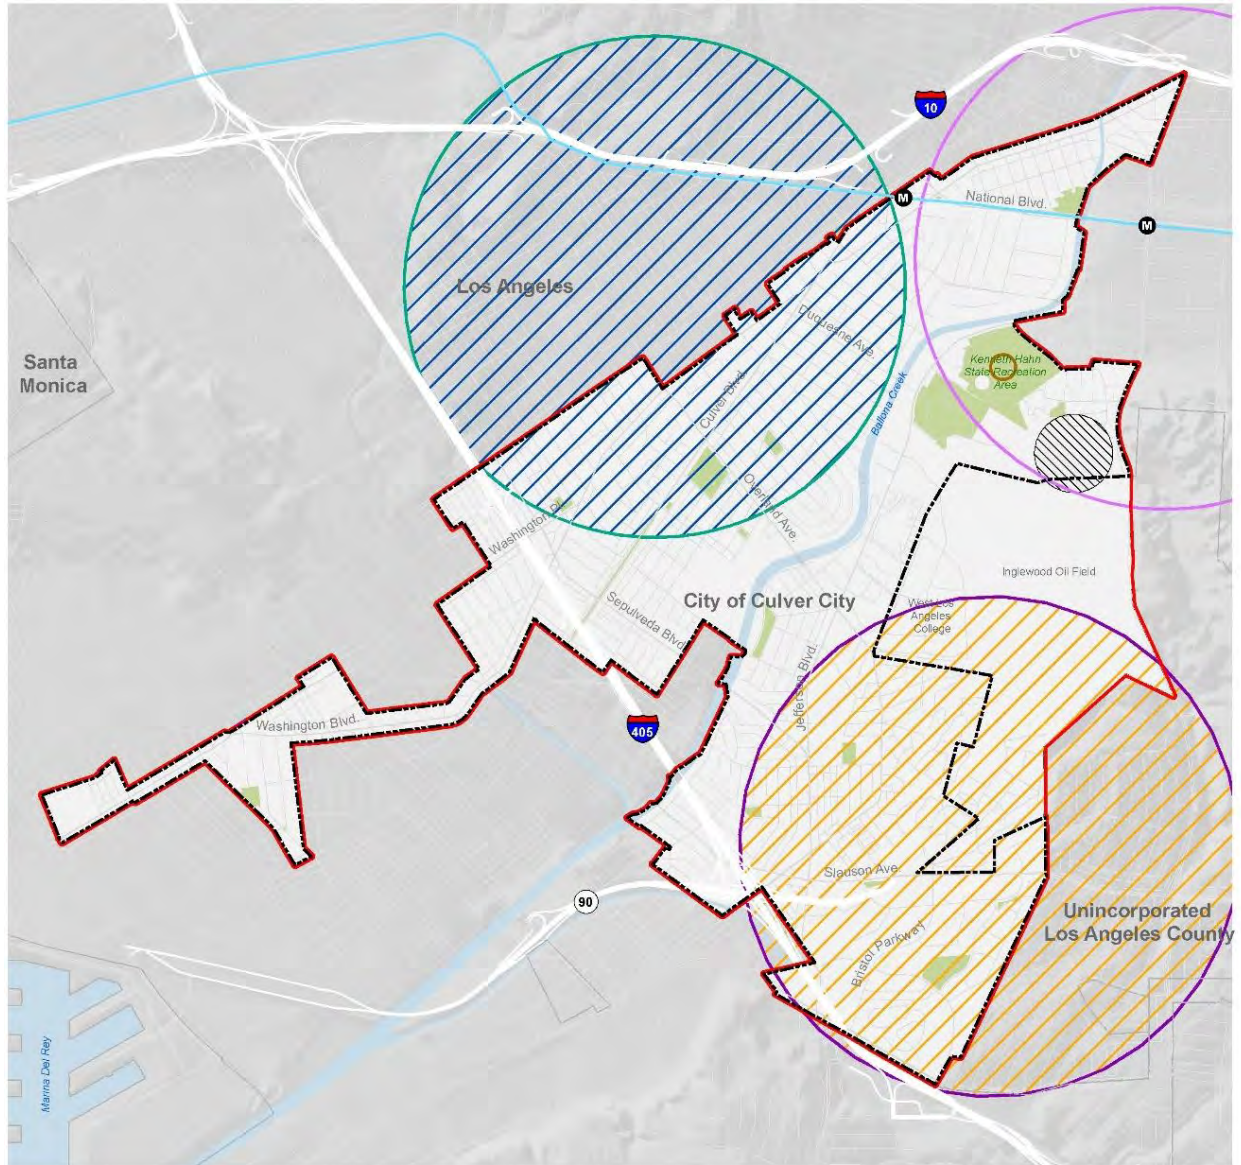 10
M
National Blvd.
M
Los Angeles
Duquesne Ave.
Santa
Monica
Kenneth Hahn
State Recreation
Area
Culver Blvd.
Ballona Creek
Overland Ave.
Washington Pl.
Inglewood Oil Field
City of Culver City
West Los
Angeles
College
Sepulveda Blvd.
Jefferson Blvd.
Washington Blvd.
405
Slauson Ave.
90
Unincorporated
Los Angeles County
Bristol Parkway
Marina Del Rey